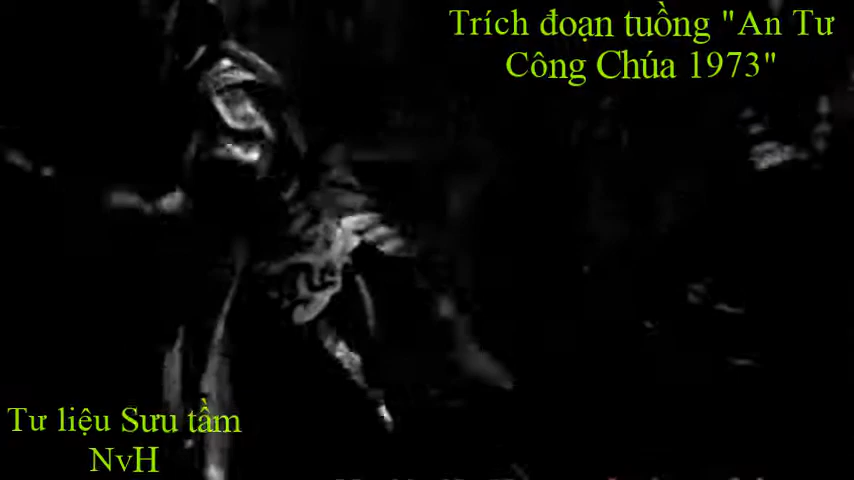 Trích đoạn tuồng "An Tư
Công Chúa 1973"
Tư liệu Sưu tầm
NvH